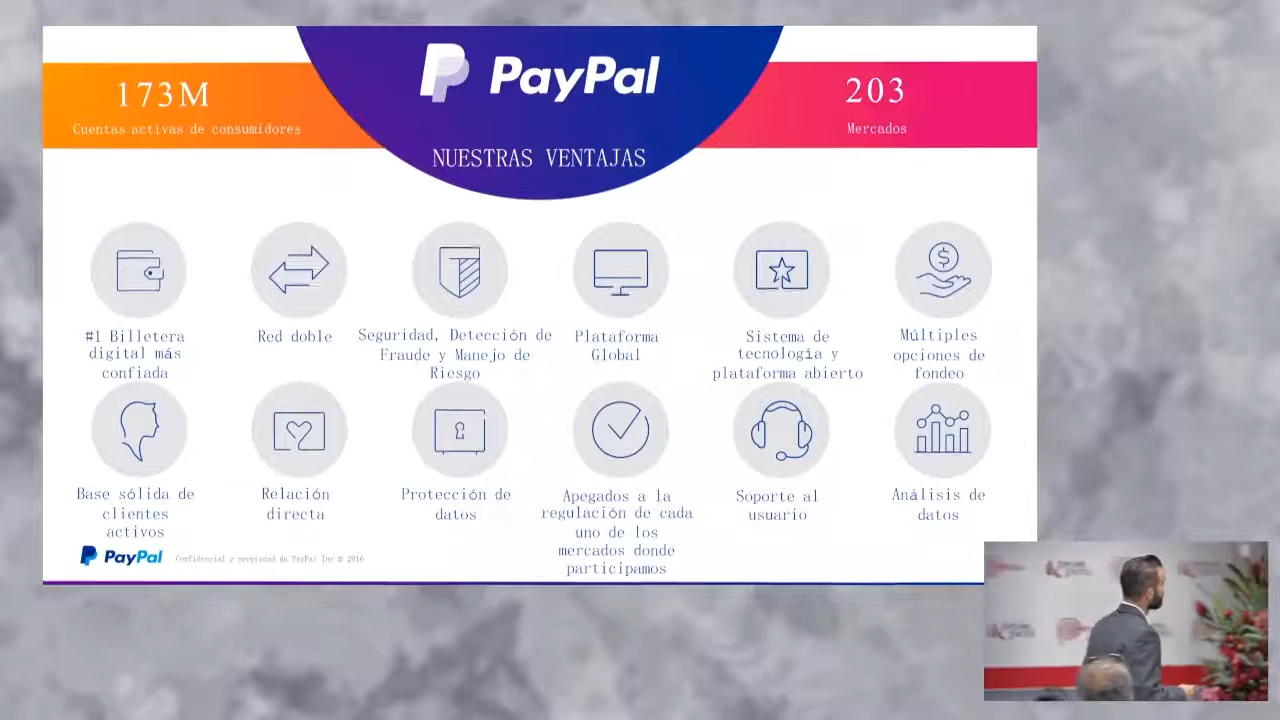 PayPal
173M
203
Cuentas activas de consumidores
Mercados
NUESTRAS VENTAJAS
#1 Billetera
digital más
confiada
Red doble
Seguridad, Detección de
Fraude y Manejo de
Riesgo
Plataforma
Global
Sistema de
tecnología y
plataforma abierto
Múltiples
opciones de
fondeo
Base sólida de
clientes
activos
Relación
directa
Protección de
datos
Apegados a la
regulación de cada
uno de los
mercados donde
participamos
Soporte al
usuario
Análisis de
datos
PayPal
Confidencial y propiedad de PayPal Inc © 2016